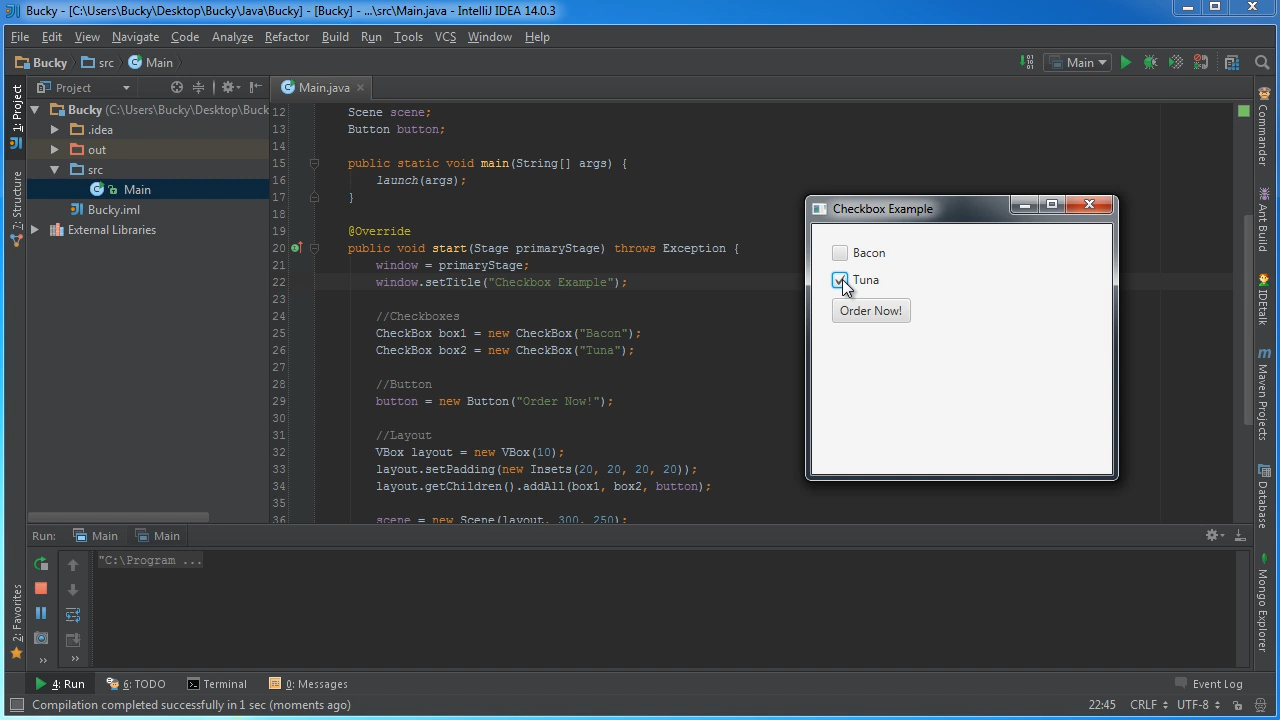 Bucky - [C:\Users\Bucky\Desktop\Bucky\Java\Bucky] - [Bucky] - ...\src\Main.java - IntelliJ IDEA 14.0.3
File Edit View Navigate Code Analyze Refactor Build Run Tools VCS Window Help
Bucky src Main
Main
Project
Main.java
1: Project
7: Structure
2: Favorites
Bucky (C:\Users\Bucky\Desktop\Buck
.idea
out
src
Main
Bucky.iml
External Libraries
12 Scene scene;
13 Button button;
14
15 public static void main(String[] args) {
16 launch(args);
17 }
18
19 @Override
20 public void start(Stage primaryStage) throws Exception {
21 window = primaryStage;
22 window.setTitle("Checkbox Example");
23
24 //Checkboxes
25 CheckBox box1 = new CheckBox("Bacon");
26 CheckBox box2 = new CheckBox("Tuna");
27
28 //Button
29 button = new Button("Order Now!");
30
31 //Layout
32 VBox layout = new VBox(10);
33 layout.setPadding(new Insets(20, 20, 20, 20));
34 layout.getChildren().addAll(box1, box2, button);
35
36 scene = new Scene(layout, 300, 250);
Checkbox Example
Bacon
Tuna
Order Now!
Commander
Ant Build
IDEtalk
Maven Projects
Database
Mongo Explorer
Run: Main Main
"C:\Program ...
4: Run 6: TODO Terminal 0: Messages Event Log
Compilation completed successfully in 1 sec (moments ago) 22:45 CRLF UTF-8